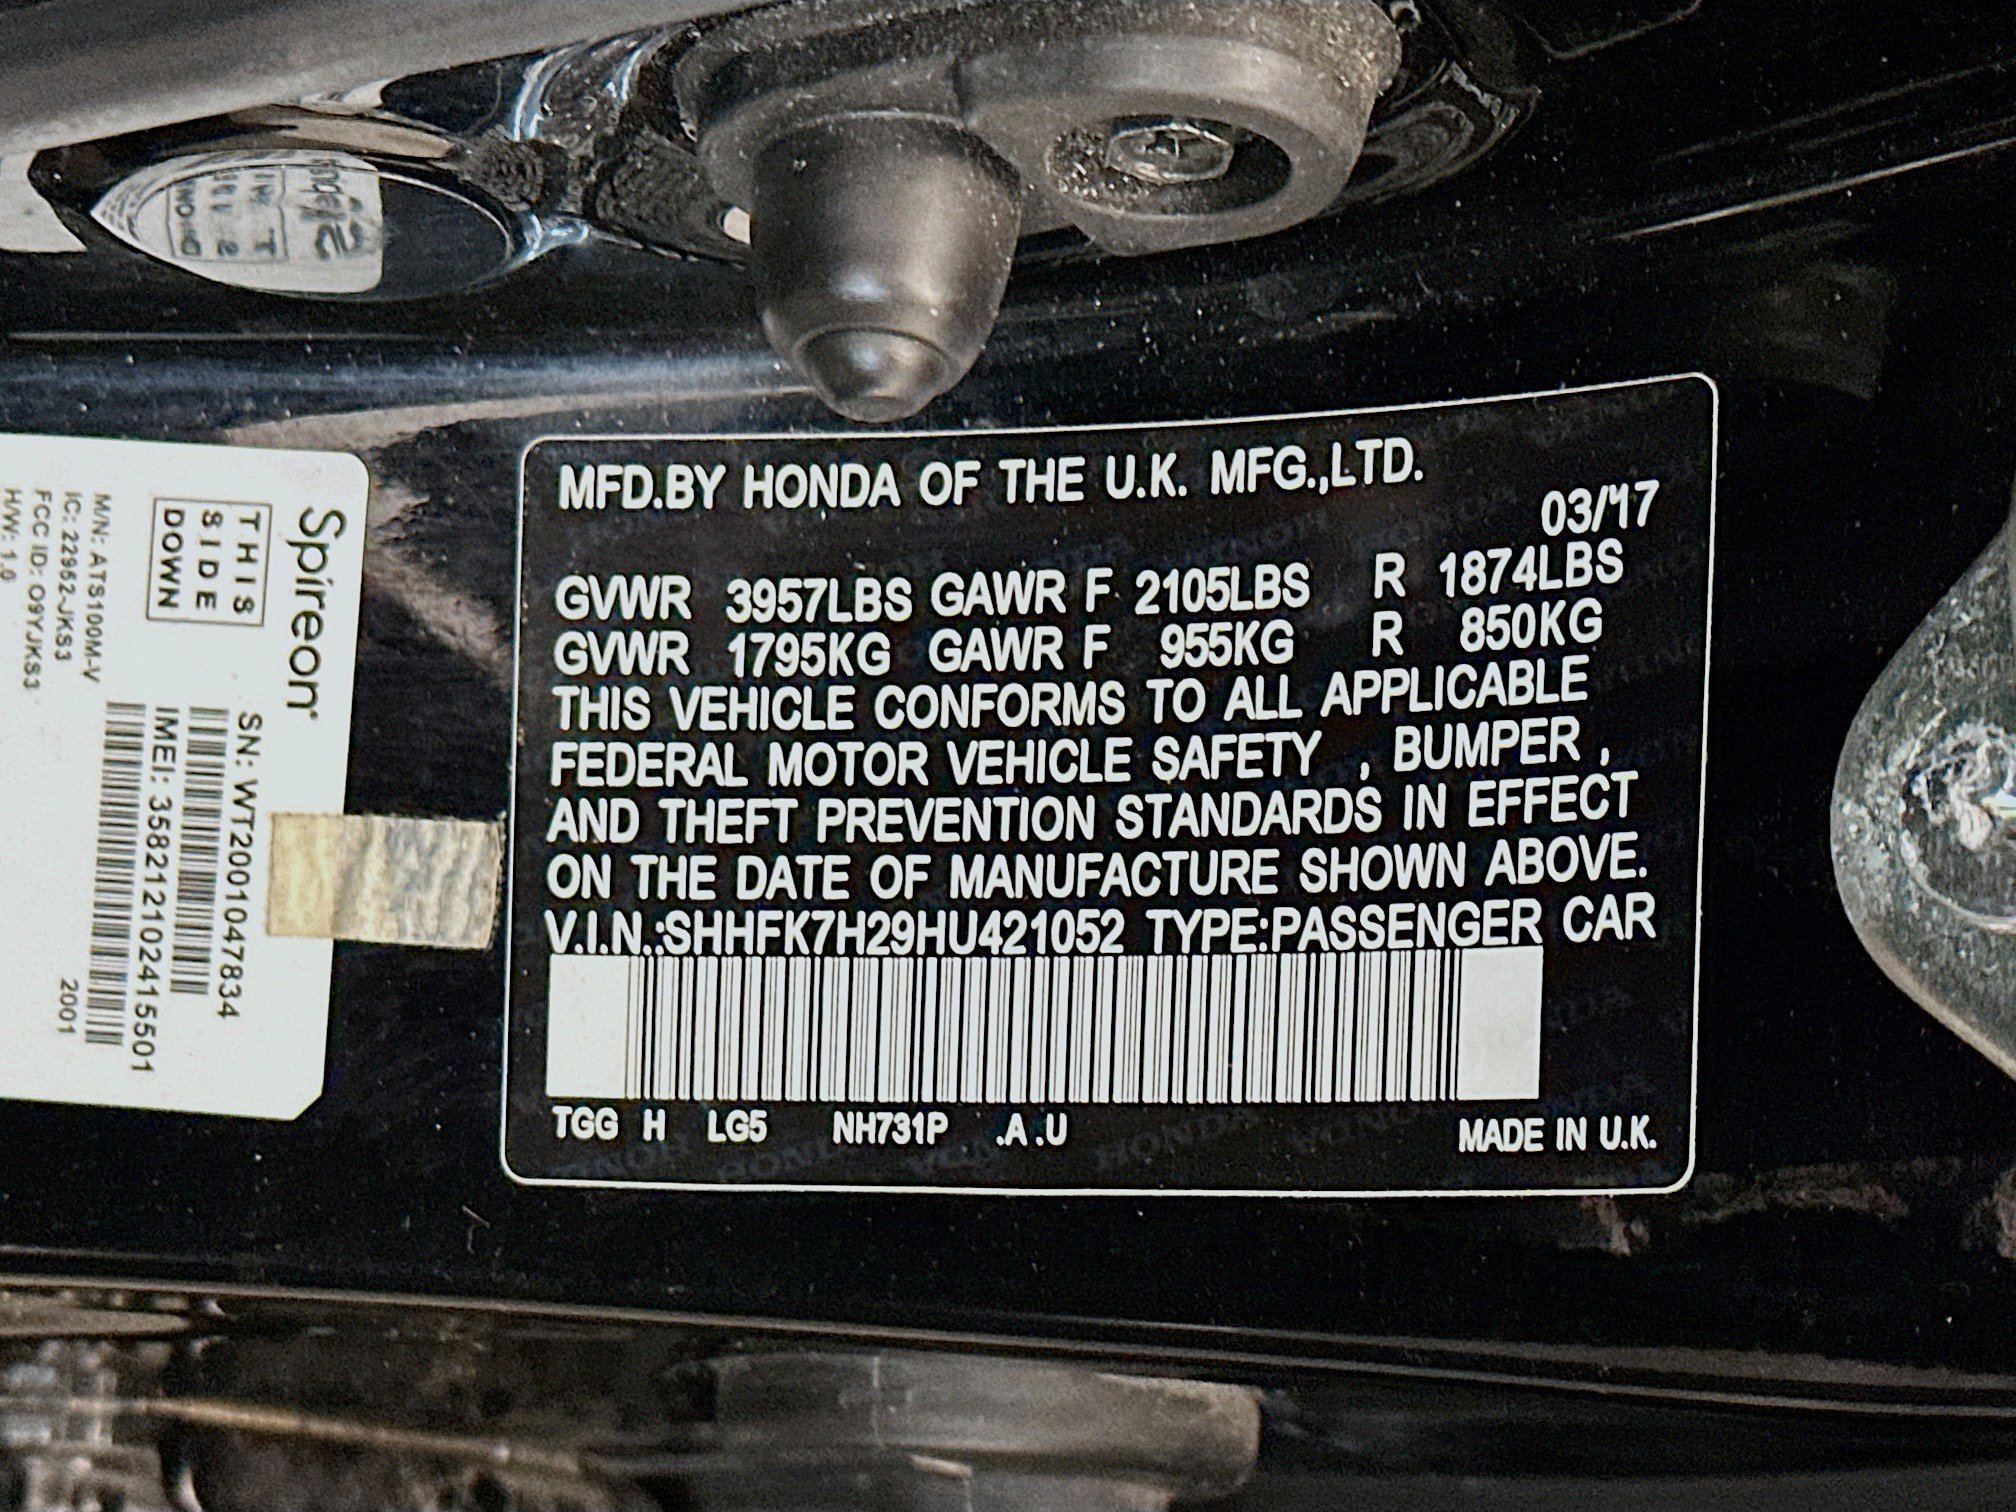 MFD.BY HONDA OF THE U.K. MFG.,LTD.
03/17
GVWR 3957LBS GAWR F 2105LBS R 1874LBS
GVWR 1795KG GAWR F 955KG R 850KG
THIS VEHICLE CONFORMS TO ALL APPLICABLE
FEDERAL MOTOR VEHICLE SAFETY , BUMPER ,
AND THEFT PREVENTION STANDARDS IN EFFECT
ON THE DATE OF MANUFACTURE SHOWN ABOVE.
V.I.N.:SHHFK7H29HU421052 TYPE:PASSENGER CAR
TGG H LG5 NH731P .A .U
MADE IN U.K.
Spireon
THIS
SIDE
DOWN
M/N: ATS100M-V
IC: 22962-JKS3
FCC ID: O9YJKS3
H/W: 1.0
SN: WT2001047834
IMEI: 358212102415501
2001